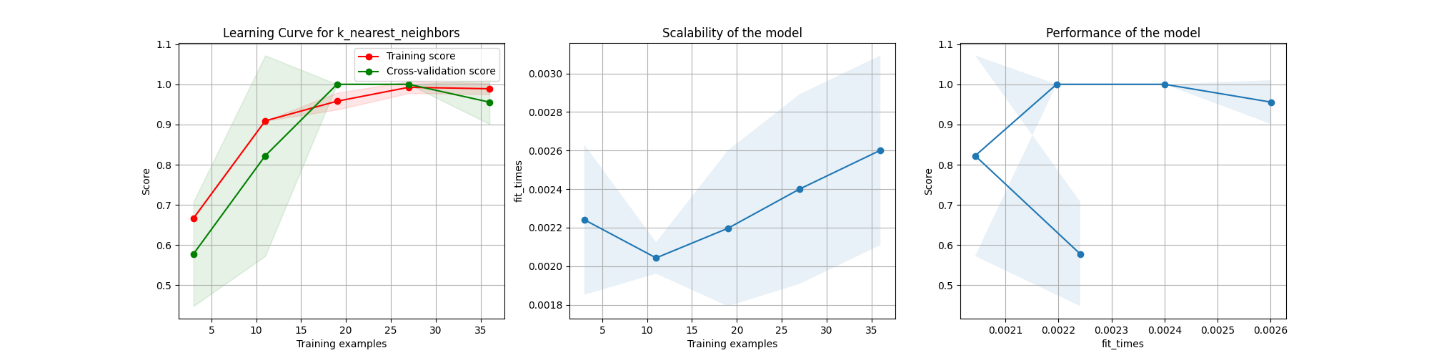 Learning Curve for k_nearest_neighbors
Training score
Cross-validation score
1.1
1.0
0.9
0.8
0.7
0.6
0.5
Score
5 10 15 20 25 30 35
Training examples
Scalability of the model
0.0030
0.0028
0.0026
0.0024
0.0022
0.0020
0.0018
fit_times
5 10 15 20 25 30 35
Training examples
Performance of the model
1.1
1.0
0.9
0.8
0.7
0.6
0.5
Score
0.0021 0.0022 0.0023 0.0024 0.0025 0.0026
fit_times